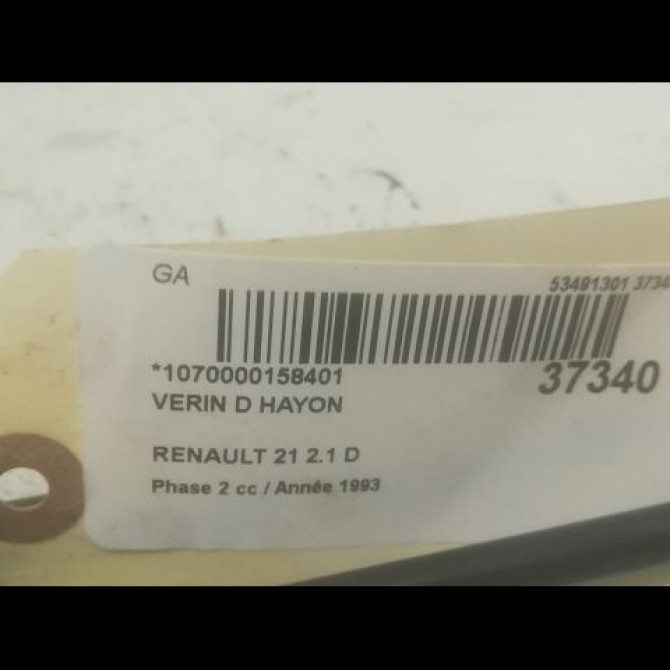 GA
53491301 3734
*1070000158401
37340
VERIN D HAYON
RENAULT 21 2.1 D
Phase 2 cc / Année 1993